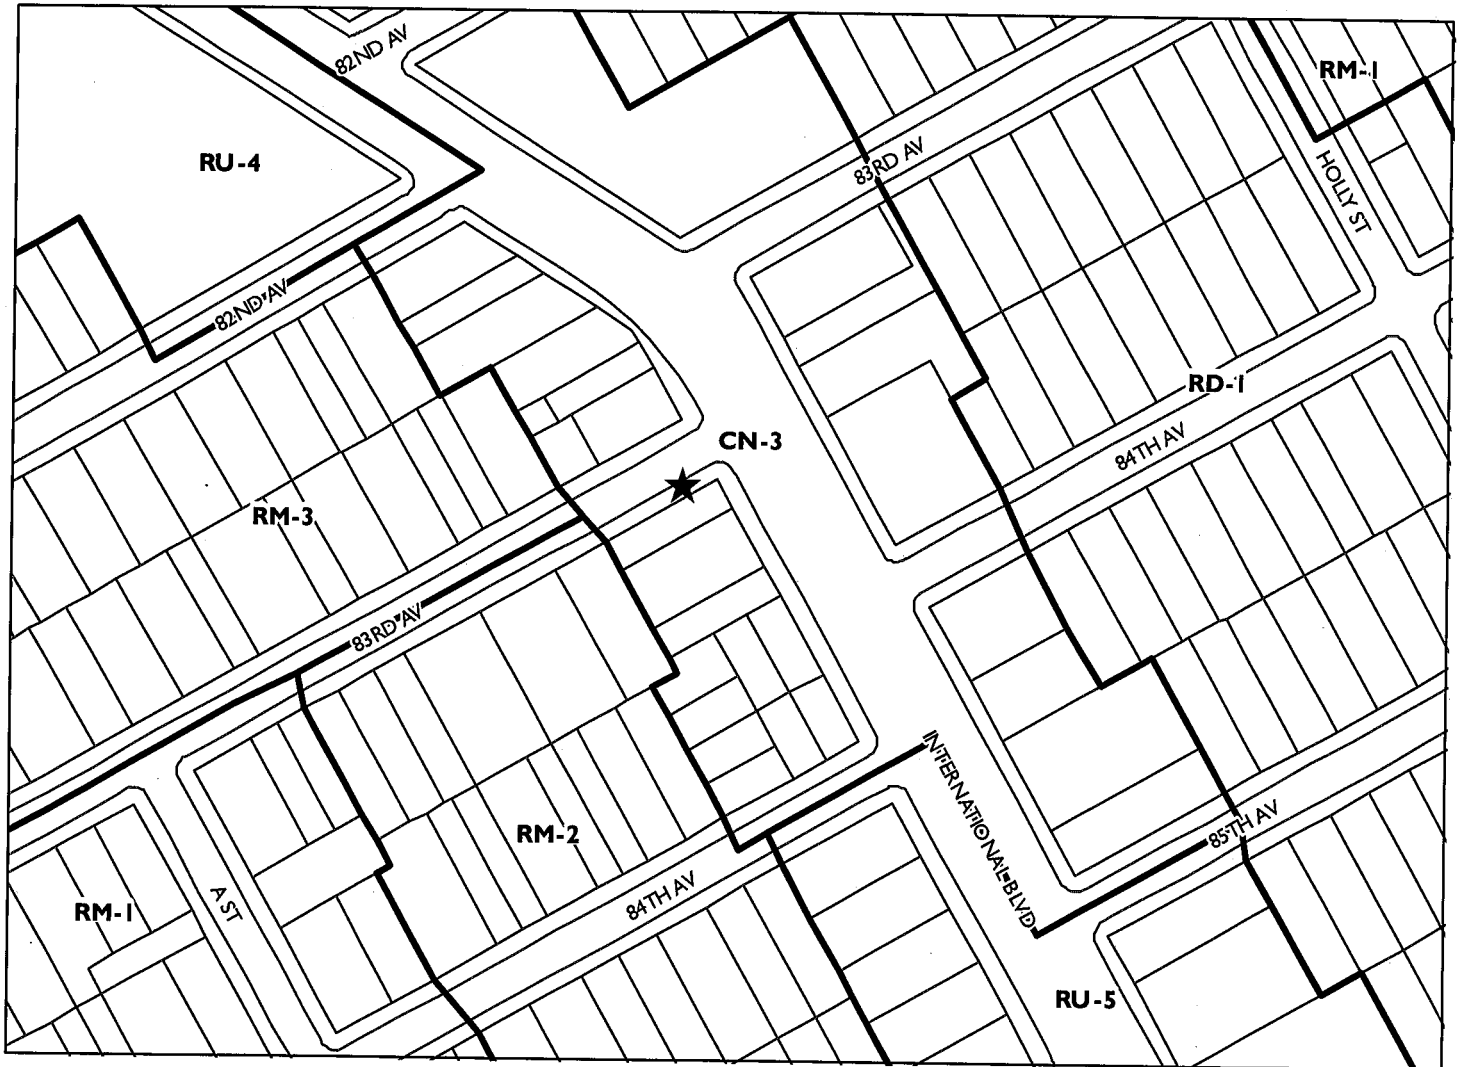 82ND AV
RM-1
RU-4
83RD AV
HOLLY ST
82ND AV
RD-1
CN-3
84TH AV
RM-3
83RD AV
INTERNATIONAL BLVD
RM-2
85TH AV
84TH AV
A ST
RM-1
RU-5